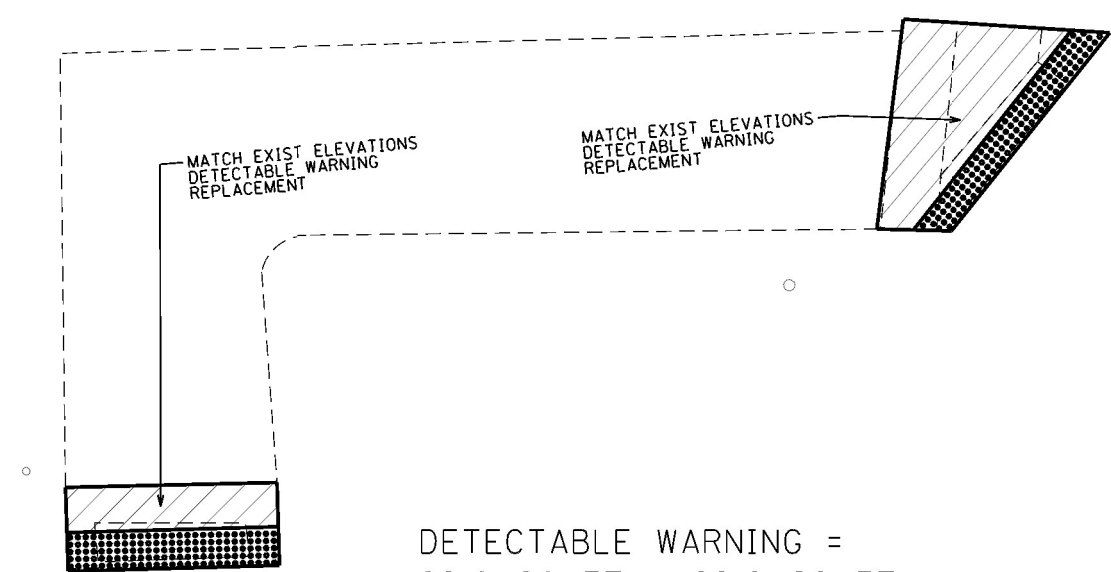 MATCH EXIST ELEVATIONS
DETECTABLE WARNING
REPLACEMENT
MATCH EXIST ELEVATIONS
DETECTABLE WARNING
REPLACEMENT
DETECTABLE WARNING =